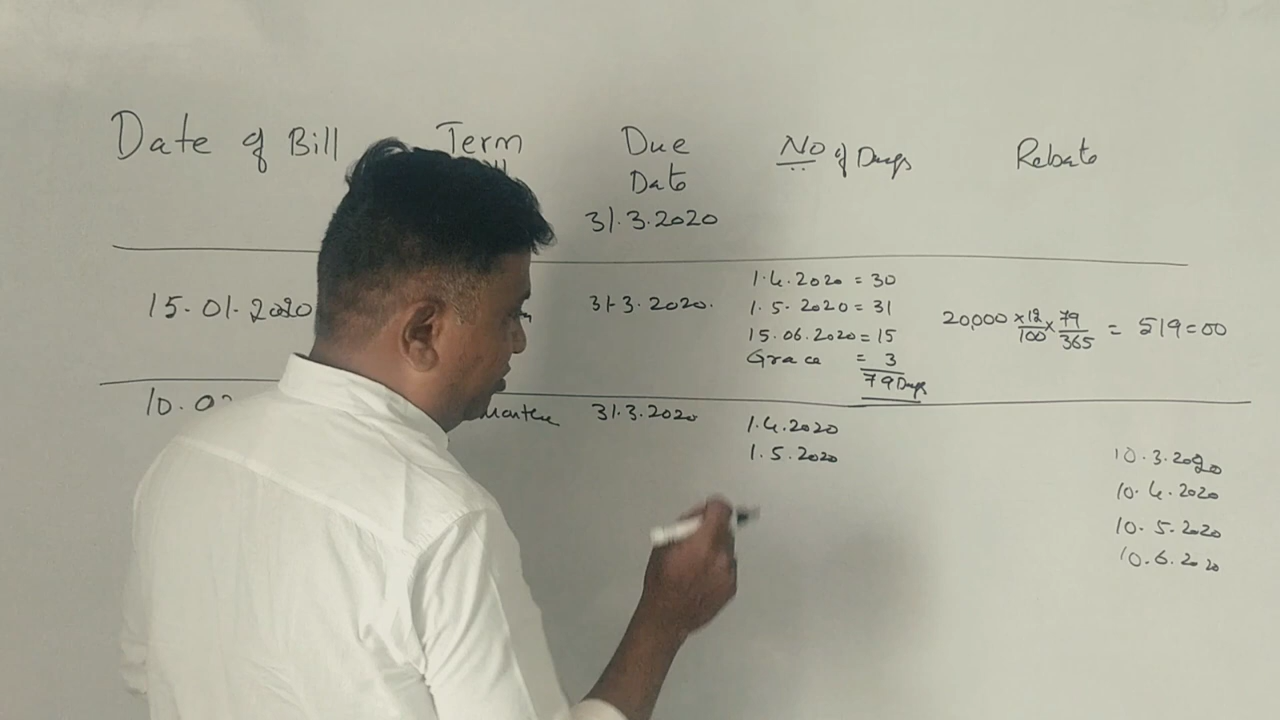 Date of Bill Term Due Date No of Days Rebate
31.3.2020
15.01.2020 31.3.2020. 1.4.2020 = 30
1.5.2020 = 31
15.06.2020 = 15
Grace = 3
79 Days
20,000 × 12/100 × 79/365 = 519=00
10.0 31.3.2020 1.4.2020
1.5.2020
10.3.2020
10.4.2020
10.5.2020
10.6.2020